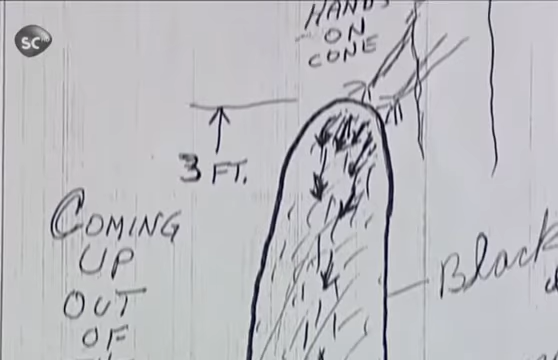 SC
HANDS
ON
CONE
3 FT.
COMING
UP
OUT
OF
Black